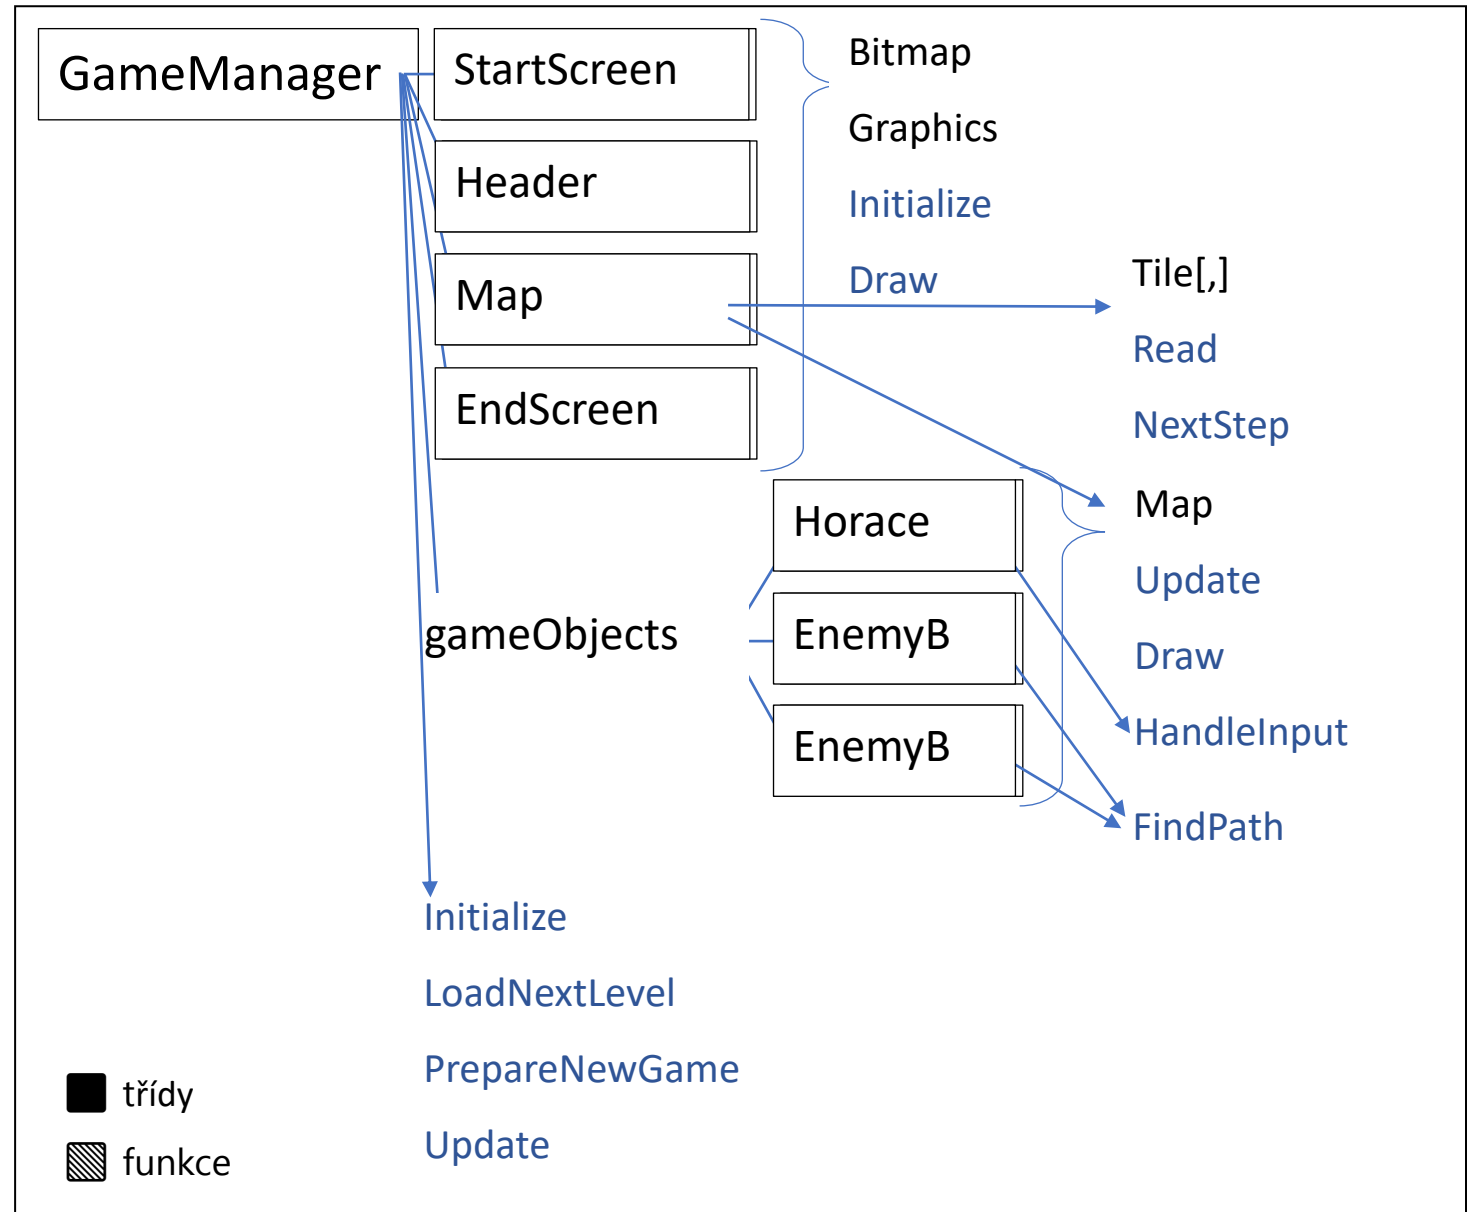 GameManager
StartScreen
Header
Map
EndScreen
Bitmap
Graphics
Initialize
Draw
Tile[,]
Read
NextStep
gameObjects
Horace
EnemyB
EnemyB
Map
Update
Draw
HandleInput
FindPath
Initialize
LoadNextLevel
PrepareNewGame
Update
třídy
funkce